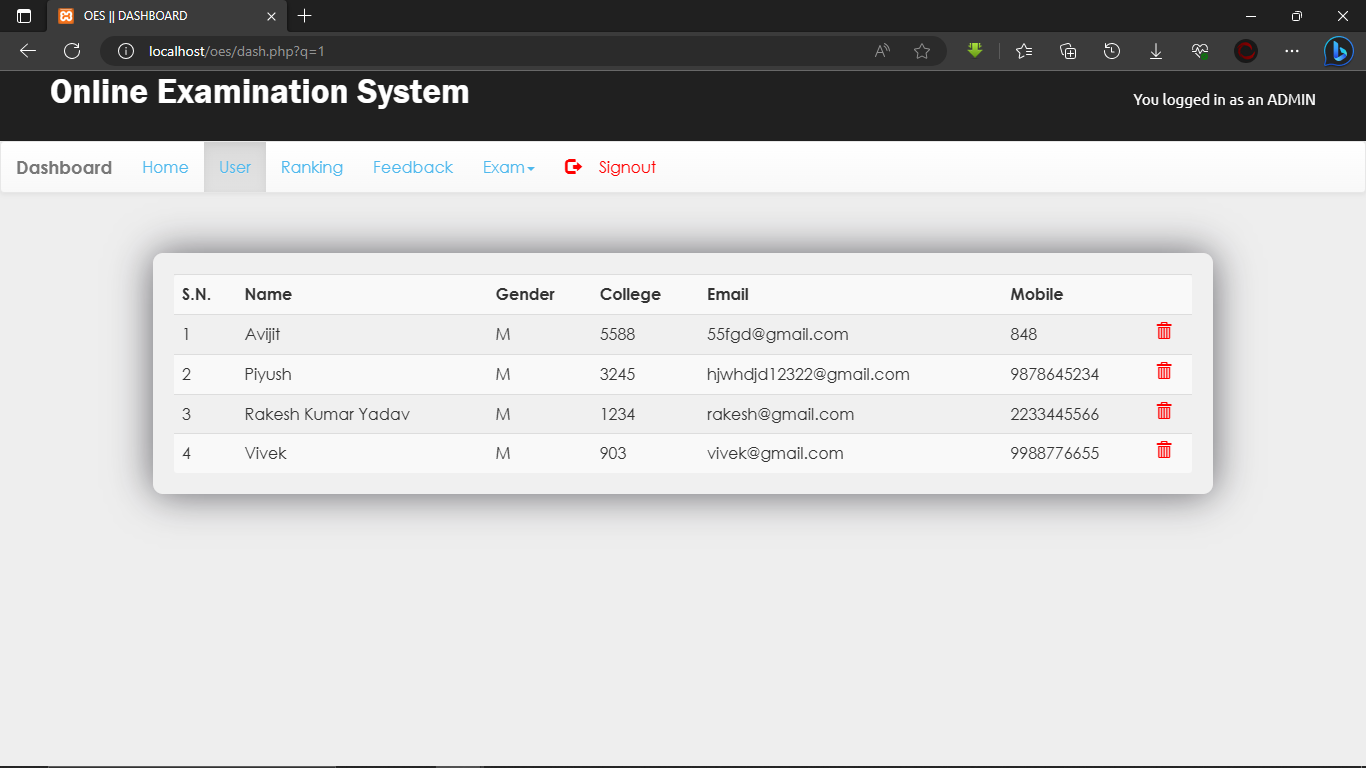 OES || DASHBOARD
localhost/oes/dash.php?q=1
Online Examination System
You logged in as an ADMIN
Dashboard Home User Ranking Feedback Exam Signout
S.N. Name Gender College Email Mobile
1 Avijit M 5588 55fgd@gmail.com 848
2 Piyush M 3245 hjwhdjd12322@gmail.com 9878645234
3 Rakesh Kumar Yadav M 1234 rakesh@gmail.com 2233445566
4 Vivek M 903 vivek@gmail.com 9988776655